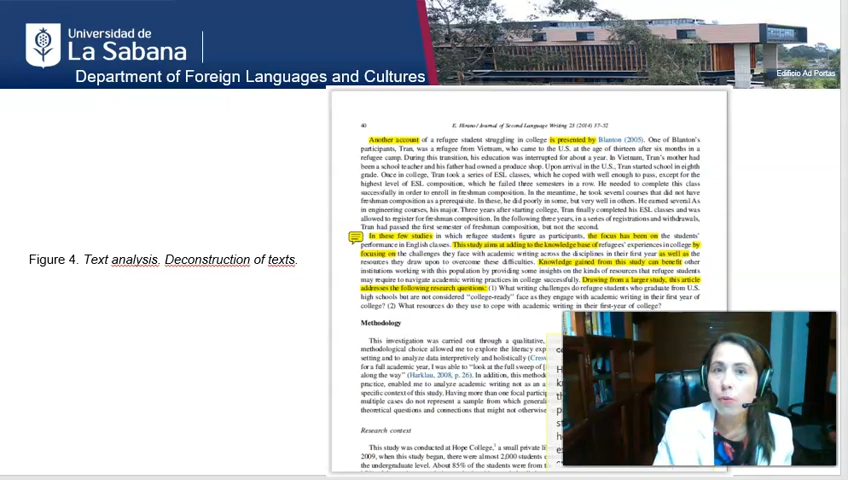 Universidad de
La Sabana
Department of Foreign Languages and Cultures
Edificio Ad Portas
40
E. Hirano / Journal of Second Language Writing 23 (2014) 37–52
Another account of a refugee student struggling in college is presented by Blanton (2005). One of Blanton's
participants, Tran, was a refugee from Vietnam, who came to the U.S. at the age of thirteen after six months in a
refugee camp. During this transition, his education was interrupted for about a year. In Vietnam, Tran's mother had
been a school teacher and his father had owned a produce shop. Upon arrival in the U.S., Tran started school in eighth
grade. Once in college, Tran took a series of ESL classes, which he coped with well enough to pass, except for the
highest level of ESL composition, which he failed three semesters in a row. He needed to complete this class
successfully in order to enroll in freshman composition. In the meantime, he took several courses that did not have
freshman composition as a prerequisite. In these, he did poorly in some, but very well in others. He earned several As
in engineering courses, his major. Three years after starting college, Tran finally completed his ESL classes and was
allowed to register for freshman composition. In the following three years, in a series of registrations and withdrawals,
Tran had passed the first semester of freshman composition, but not the second.
In these few studies in which refugee students figure as participants, the focus has been on the students'
performance in English classes. This study aims at adding to the knowledge base of refugees' experiences in college by
focusing on the challenges they face with academic writing across the disciplines in their first year as well as the
resources they draw upon to overcome these difficulties. Knowledge gained from this study can benefit other
institutions working with this population by providing some insights on the kinds of resources that refugee students
may require to navigate academic writing practices in college successfully. Drawing from a larger study, this article
addresses the following research questions: (1) What writing challenges do refugee students who graduate from U.S.
high schools but are not considered "college-ready" face as they engage with academic writing in their first year of
college? (2) What resources do they use to cope with academic writing in their first-year of college?
Figure 4. Text analysis. Deconstruction of texts.
Methodology
This investigation was carried out through a qualitative,
methodological choice allowed me to explore the literacy
setting and to analyze data interpretively and holistically
for a full academic year, I was able to "look at the full sweep of
along the way" (Harklau, 2008, p. 26). In addition, this
practice, enabled me to analyze academic writing not as an
specific context of this study. Having more than one focal
multiple cases do not represent a sample from which
theoretical questions and connections that might not
Research context
This study was conducted at Hope College,¹ a small private
2009, when this study began, there were almost 2,000 students
the undergraduate level. About 85% of the students were from the